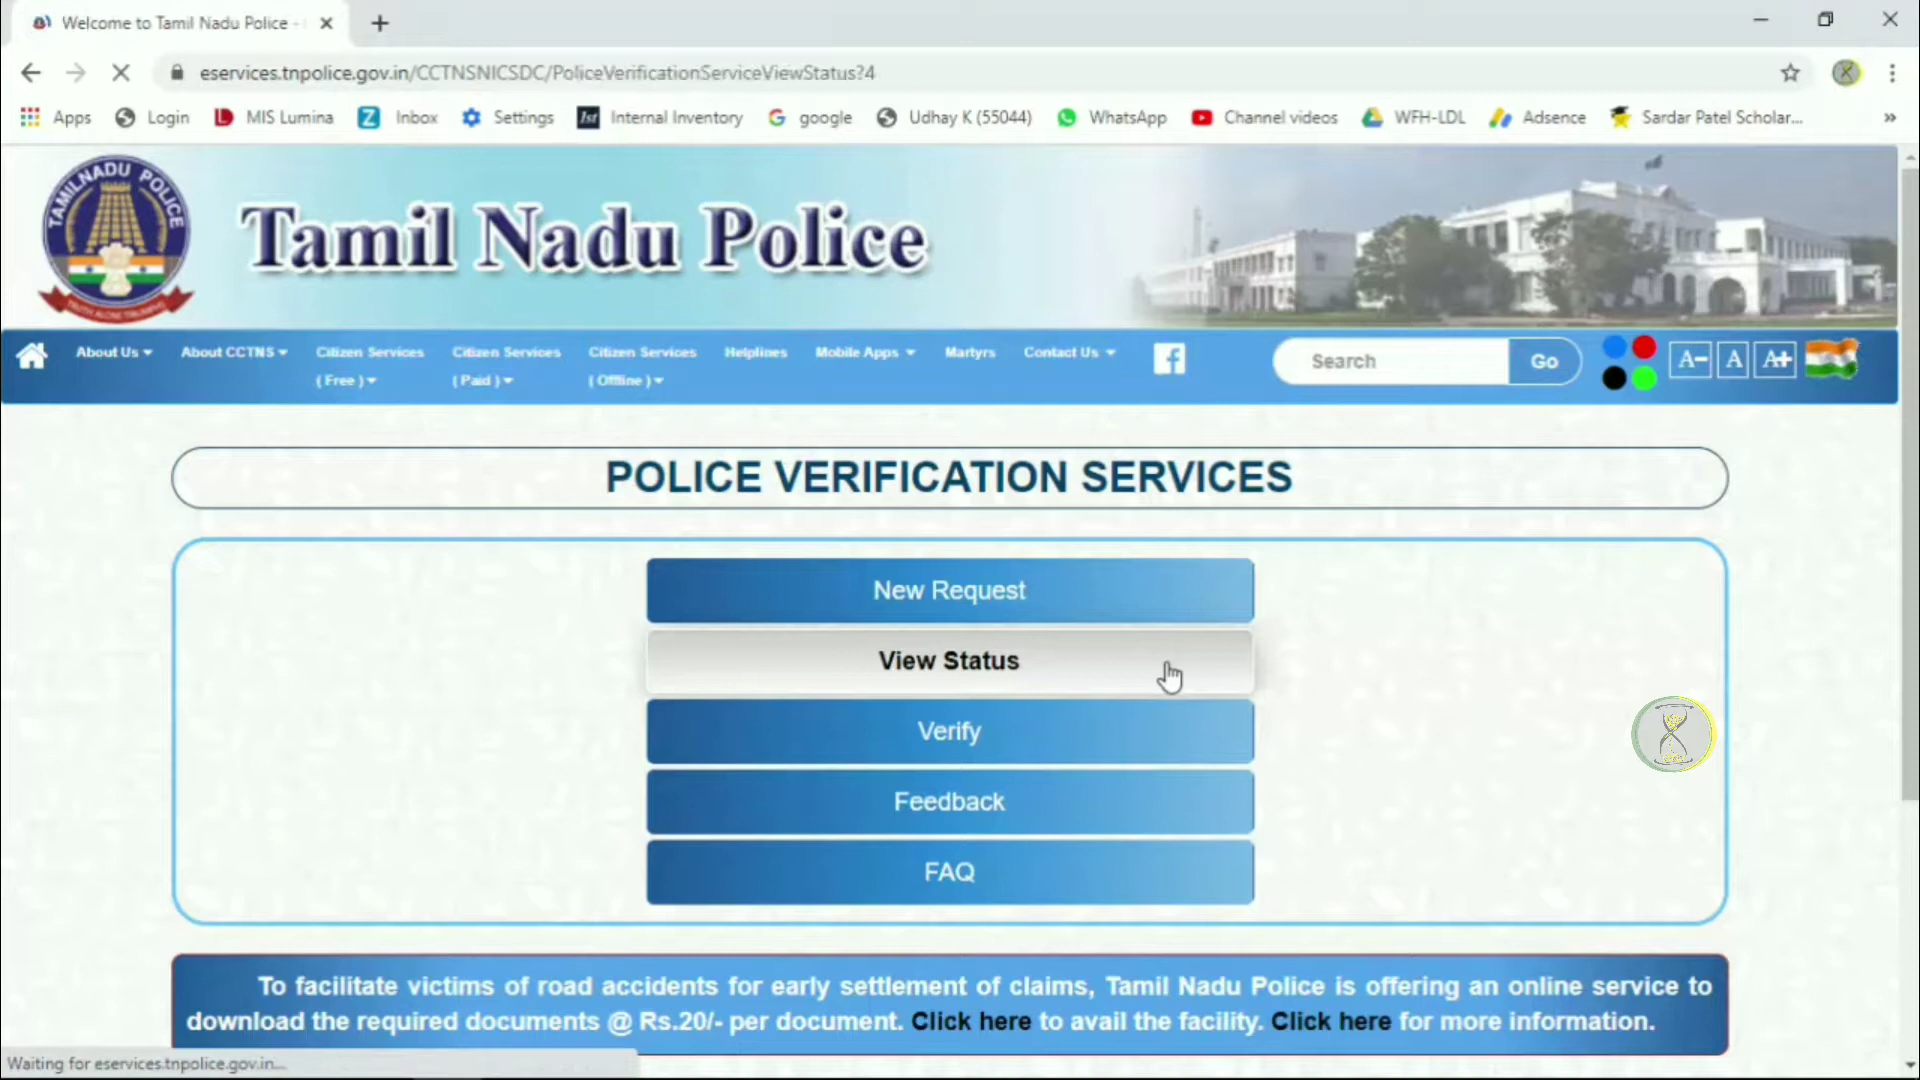 Welcome to Tamil Nadu Police -
eservices.tnpolice.gov.in/CCTNSNICSDC/PoliceVerificationServiceViewStatus?4
Apps Login MIS Lumina Inbox Settings Internal Inventory google Udhay K (55044) WhatsApp Channel videos WFH-LDL Adsence Sardar Patel Scholar...
TAMILNADU POLICE
TRUTH ALONE TRIUMPHS
Tamil Nadu Police
About Us About CCTNS Citizen Services ( Free ) Citizen Services ( Paid ) Citizen Services ( Offline ) Helplines Mobile Apps Martyrs Contact Us Search Go A- A A+
POLICE VERIFICATION SERVICES
New Request
View Status
Verify
Feedback
FAQ
To facilitate victims of road accidents for early settlement of claims, Tamil Nadu Police is offering an online service to
download the required documents @ Rs.20/- per document. Click here to avail the facility. Click here for more information.
Waiting for eservices.tnpolice.gov.in...